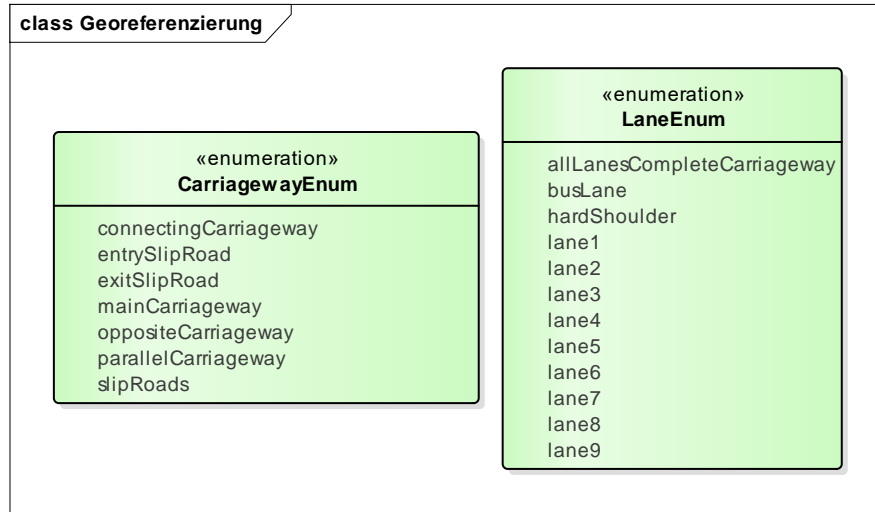 class Georeferenzierung
«enumeration»
CarriagewayEnum
connectingCarriageway
entrySlipRoad
exitSlipRoad
mainCarriageway
oppositeCarriageway
parallelCarriageway
slipRoads
«enumeration»
LaneEnum
allLanesCompleteCarriageway
busLane
hardShoulder
lane1
lane2
lane3
lane4
lane5
lane6
lane7
lane8
lane9